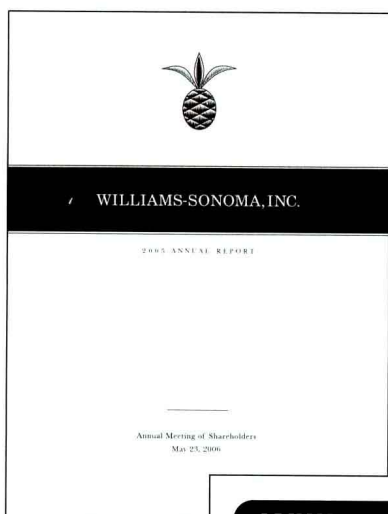 WILLIAMS-SONOMA, INC.
2005 ANNUAL REPORT
Annual Meeting of Shareholders
May 23, 2006